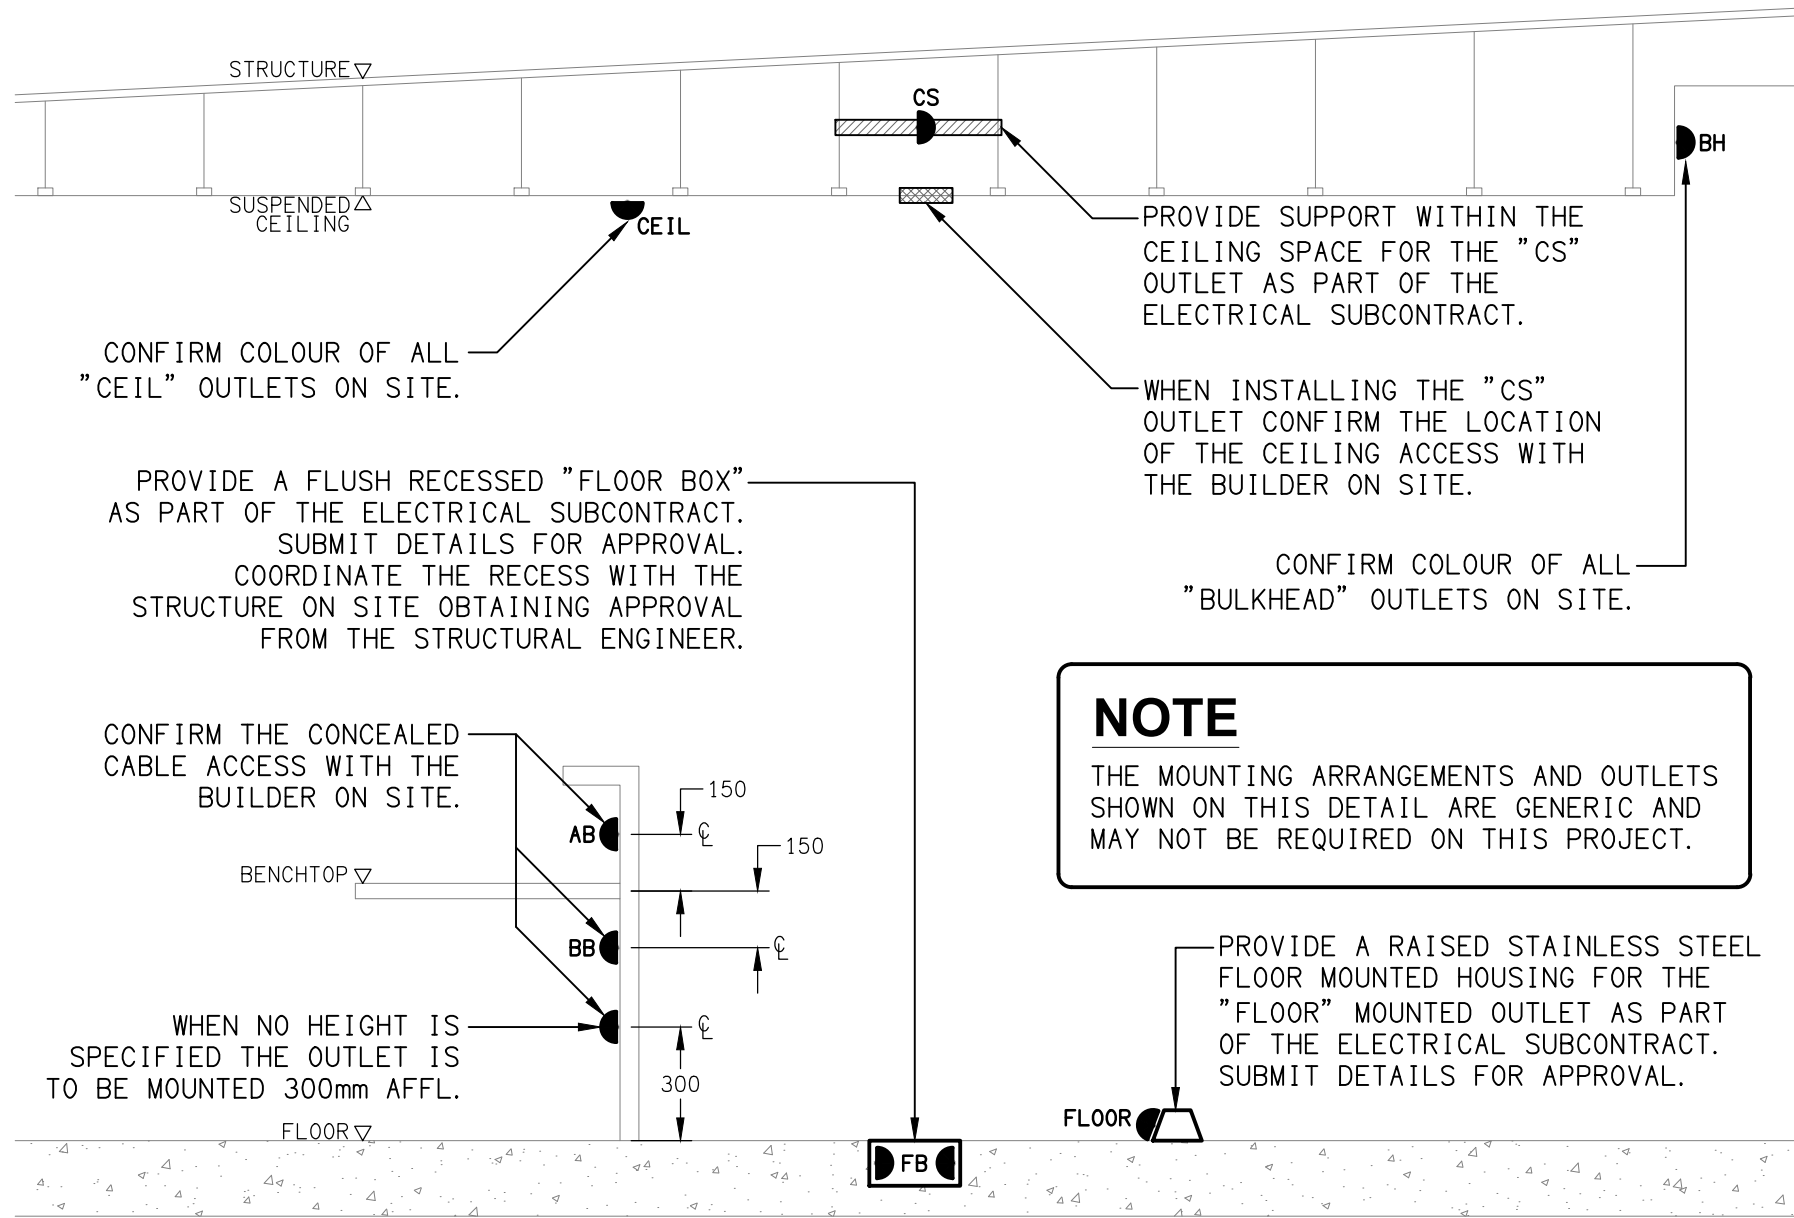 STRUCTURE
CS
BH
SUSPENDED
CEILING
CEIL
PROVIDE SUPPORT WITHIN THE
CEILING SPACE FOR THE "CS"
OUTLET AS PART OF THE
ELECTRICAL SUBCONTRACT.
CONFIRM COLOUR OF ALL
"CEIL" OUTLETS ON SITE.
WHEN INSTALLING THE "CS"
OUTLET CONFIRM THE LOCATION
OF THE CEILING ACCESS WITH
THE BUILDER ON SITE.
PROVIDE A FLUSH RECESSED "FLOOR BOX"
AS PART OF THE ELECTRICAL SUBCONTRACT.
SUBMIT DETAILS FOR APPROVAL.
COORDINATE THE RECESS WITH THE
STRUCTURE ON SITE OBTAINING APPROVAL
FROM THE STRUCTURAL ENGINEER.
CONFIRM COLOUR OF ALL
"BULKHEAD" OUTLETS ON SITE.
NOTE
THE MOUNTING ARRANGEMENTS AND OUTLETS
SHOWN ON THIS DETAIL ARE GENERIC AND
MAY NOT BE REQUIRED ON THIS PROJECT.
CONFIRM THE CONCEALED
CABLE ACCESS WITH THE
BUILDER ON SITE.
150
AB
℄
150
BENCHTOP
BB
℄
WHEN NO HEIGHT IS
SPECIFIED THE OUTLET IS
TO BE MOUNTED 300mm AFFL.
℄
300
PROVIDE A RAISED STAINLESS STEEL
FLOOR MOUNTED HOUSING FOR THE
"FLOOR" MOUNTED OUTLET AS PART
OF THE ELECTRICAL SUBCONTRACT.
SUBMIT DETAILS FOR APPROVAL.
FLOOR
FLOOR
FB